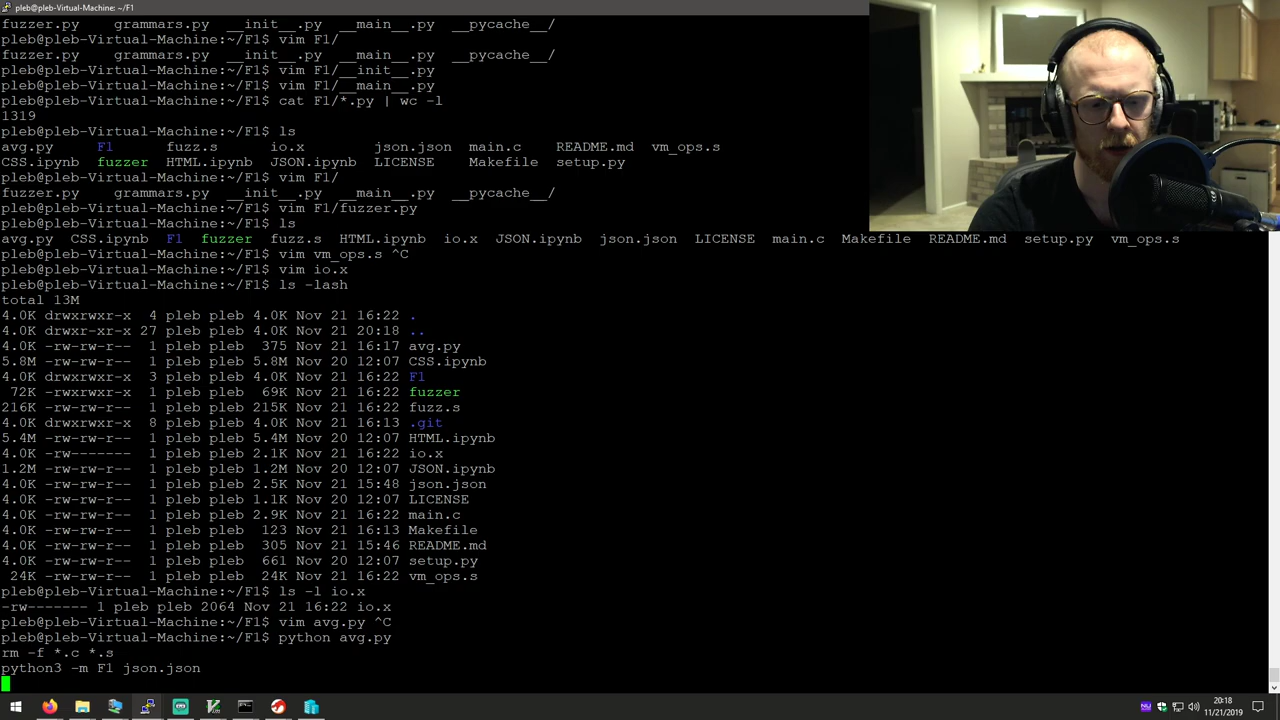 pleb@pleb-Virtual-Machine: ~/F1
fuzzer.py    grammars.py  __init__.py  __main__.py  __pycache__/
pleb@pleb-Virtual-Machine:~/F1$ vim F1/
fuzzer.py    grammars.py  __init__.py  __main__.py  __pycache__/
pleb@pleb-Virtual-Machine:~/F1$ vim F1/__init__.py
pleb@pleb-Virtual-Machine:~/F1$ vim F1/__main__.py
pleb@pleb-Virtual-Machine:~/F1$ cat F1/*.py | wc -l
1319
pleb@pleb-Virtual-Machine:~/F1$ ls
avg.py     F1      fuzz.s      io.x        json.json  main.c    README.md  vm_ops.s
CSS.ipynb  fuzzer  HTML.ipynb  JSON.ipynb  LICENSE    Makefile  setup.py
pleb@pleb-Virtual-Machine:~/F1$ vim F1/
fuzzer.py    grammars.py  __init__.py  __main__.py  __pycache__/
pleb@pleb-Virtual-Machine:~/F1$ vim F1/fuzzer.py
pleb@pleb-Virtual-Machine:~/F1$ ls
avg.py  CSS.ipynb  F1  fuzzer  fuzz.s  HTML.ipynb  io.x  JSON.ipynb  json.json  LICENSE  main.c  Makefile  README.md  setup.py  vm_ops.s
pleb@pleb-Virtual-Machine:~/F1$ vim vm_ops.s ^C
pleb@pleb-Virtual-Machine:~/F1$ vim io.x
pleb@pleb-Virtual-Machine:~/F1$ ls -lash
total 13M
4.0K drwxrwxr-x  4 pleb pleb 4.0K Nov 21 16:22 .
4.0K drwxr-xr-x 27 pleb pleb 4.0K Nov 21 20:18 ..
4.0K -rw-rw-r--  1 pleb pleb  375 Nov 21 16:17 avg.py
5.8M -rw-rw-r--  1 pleb pleb 5.8M Nov 20 12:07 CSS.ipynb
4.0K drwxrwxr-x  3 pleb pleb 4.0K Nov 21 16:22 F1
 72K -rwxrwxr-x  1 pleb pleb  69K Nov 21 16:22 fuzzer
216K -rw-rw-r--  1 pleb pleb 215K Nov 21 16:22 fuzz.s
4.0K drwxrwxr-x  8 pleb pleb 4.0K Nov 21 16:13 .git
5.4M -rw-rw-r--  1 pleb pleb 5.4M Nov 20 12:07 HTML.ipynb
4.0K -rw-------  1 pleb pleb 2.1K Nov 21 16:22 io.x
1.2M -rw-rw-r--  1 pleb pleb 1.2M Nov 20 12:07 JSON.ipynb
4.0K -rw-rw-r--  1 pleb pleb 2.5K Nov 21 15:48 json.json
4.0K -rw-rw-r--  1 pleb pleb 1.1K Nov 20 12:07 LICENSE
4.0K -rw-rw-r--  1 pleb pleb 2.9K Nov 21 16:22 main.c
4.0K -rw-rw-r--  1 pleb pleb  123 Nov 21 16:13 Makefile
4.0K -rw-rw-r--  1 pleb pleb  305 Nov 21 15:46 README.md
4.0K -rw-rw-r--  1 pleb pleb  661 Nov 20 12:07 setup.py
 24K -rw-rw-r--  1 pleb pleb  24K Nov 21 16:22 vm_ops.s
pleb@pleb-Virtual-Machine:~/F1$ ls -l io.x
-rw------- 1 pleb pleb 2064 Nov 21 16:22 io.x
pleb@pleb-Virtual-Machine:~/F1$ vim avg.py ^C
pleb@pleb-Virtual-Machine:~/F1$ python avg.py
rm -f *.c *.s
python3 -m F1 json.json
20:18
11/21/2019